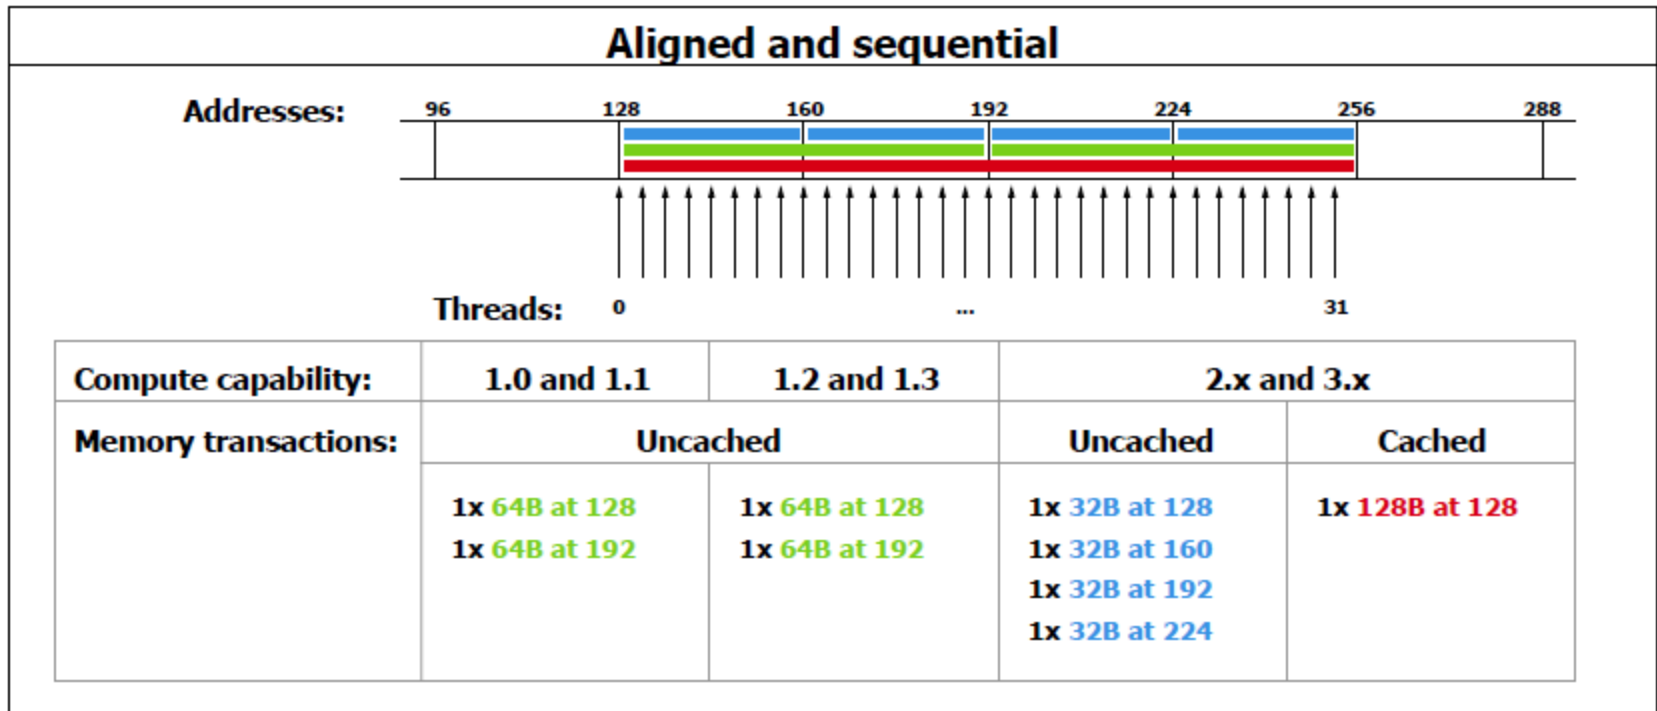 Aligned and sequential
Addresses: 96 128 160 192 224 256 288
Threads: 0 ... 31
Compute capability: 1.0 and 1.1 1.2 and 1.3 2.x and 3.x
Memory transactions: Uncached Uncached Cached
1x 64B at 128 1x 64B at 128 1x 32B at 128 1x 128B at 128
1x 64B at 192 1x 64B at 192 1x 32B at 160
1x 32B at 192
1x 32B at 224